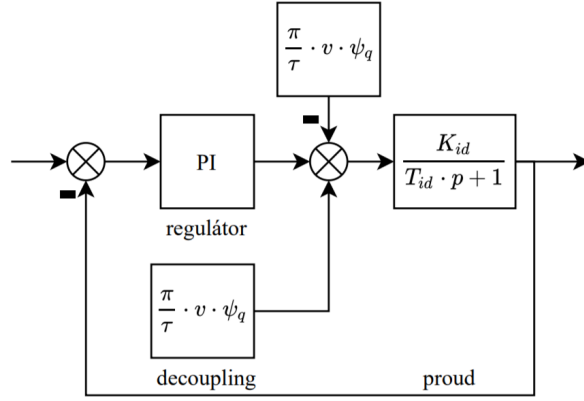 π/τ · v · ψ_q
PI
K_id / (T_id · p + 1)
regulátor
π/τ · v · ψ_q
decoupling
proud